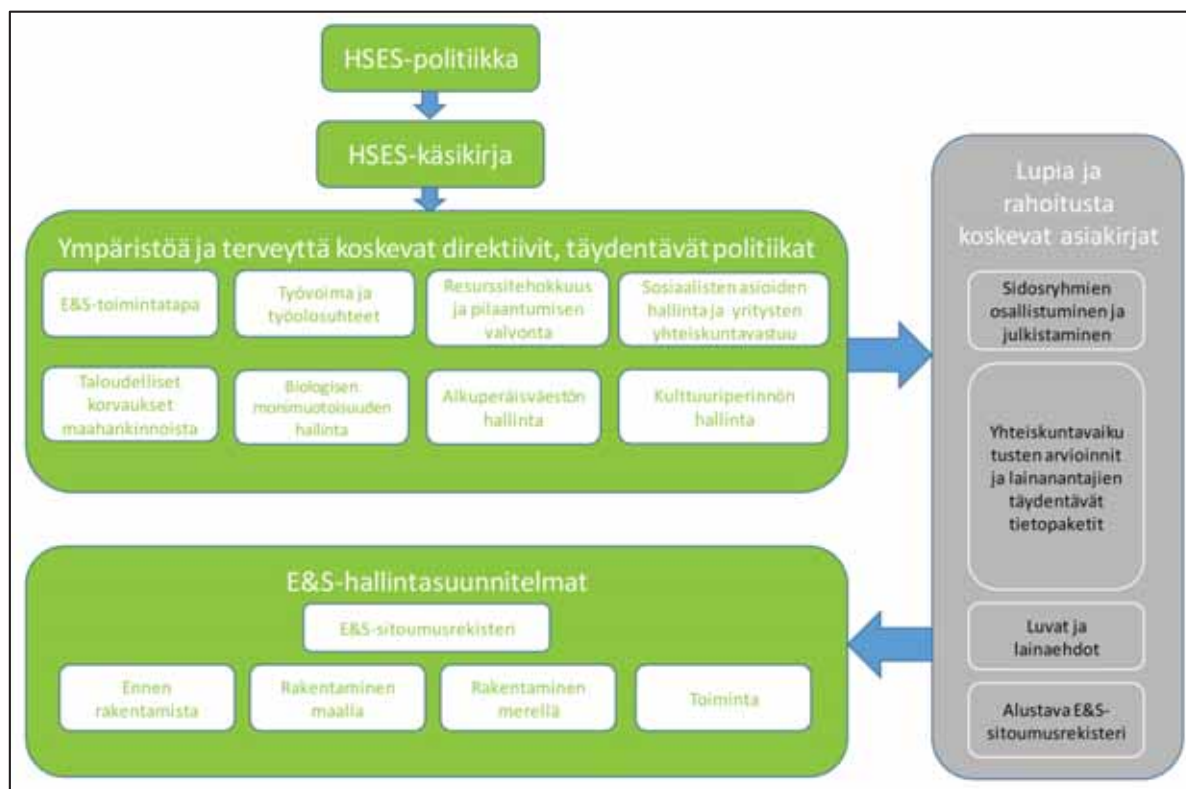 HSES-politiikka
HSES-käsikirja
Ympäristöä ja terveyttä koskevat direktiivit, täydentävät politiikat
E&S-toimintatapa
Työvoima ja
työolosuhteet
Resurssitehokkuus
ja pilaantumisen
valvonta
Sosiaalisten asioiden
hallinta ja yritysten
yhteiskuntavastuu
Taloudelliset
korvaukset
maahankinnoista
Biologisen
monimuotoisuuden
hallinta
Alkuperäisväestön
hallinta
Kulttuuriperinnön
hallinta
Lupia ja
rahoitusta
koskevat asiakirjat
Sidosryhmien
osallistuminen ja
julkistaminen
Yhteiskuntavaiku
tusten arvioinnit
ja lainanantajien
täydentävät
tietopaketit
Luvat ja
lainaehdot
Alustava E&S-
sitoumusrekisteri
E&S-hallintasuunnitelmat
E&S-sitoumusrekisteri
Ennen
rakentamista
Rakentaminen
maalla
Rakentaminen
merellä
Toiminta